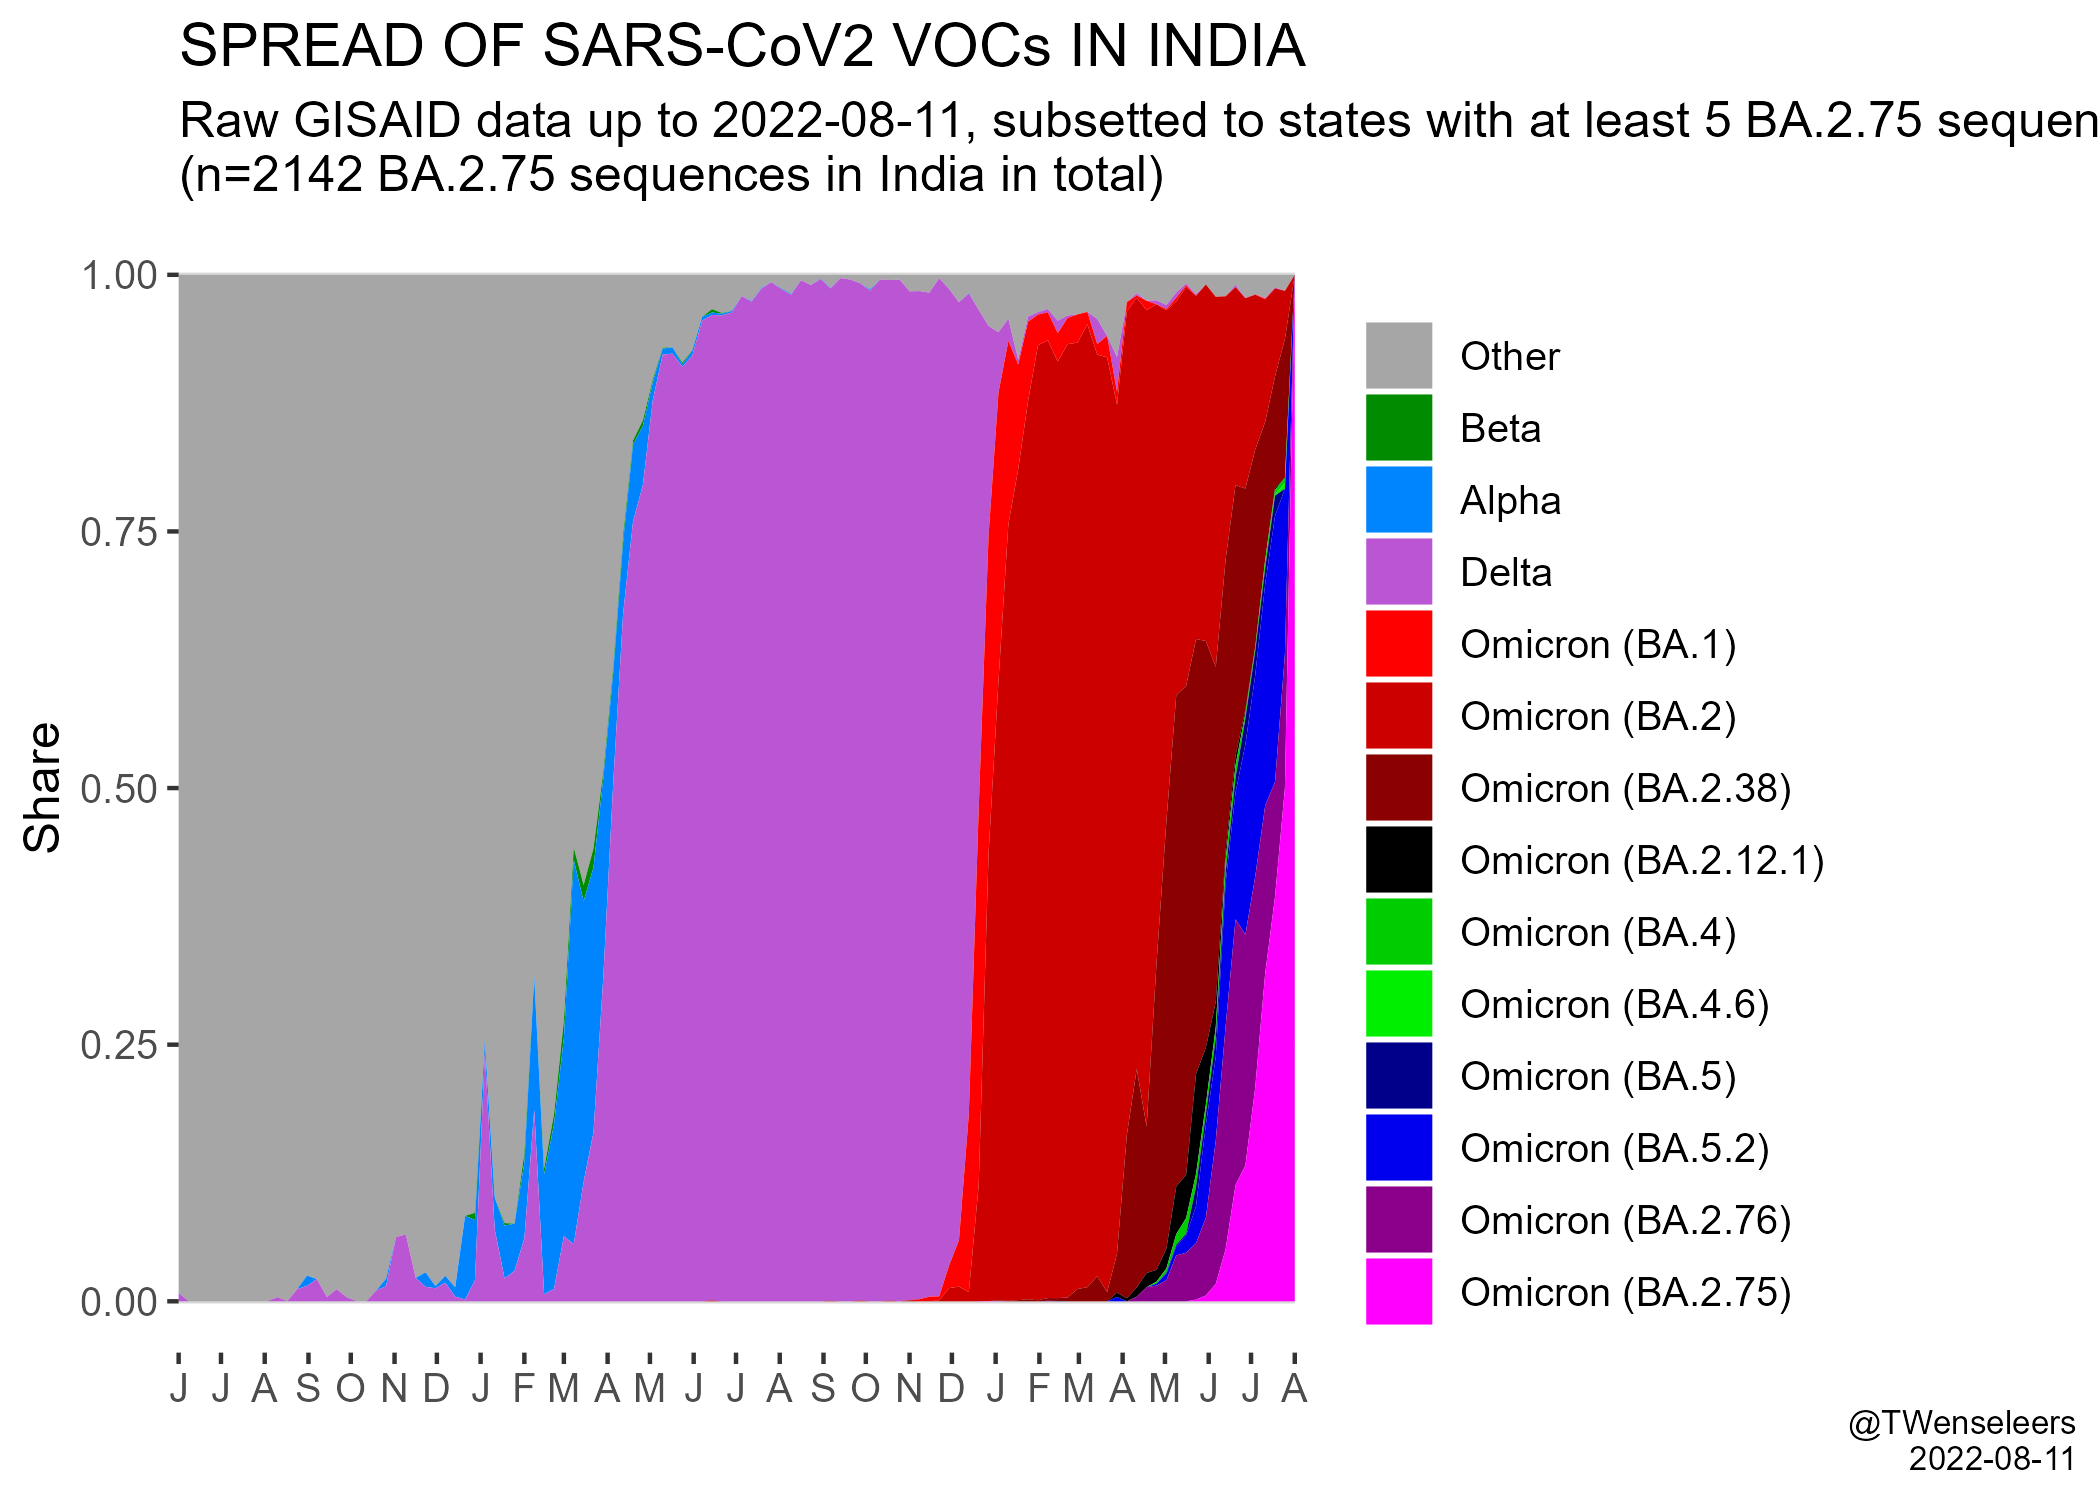 SPREAD OF SARS-CoV2 VOCs IN INDIA
Raw GISAID data up to 2022-08-11, subsetted to states with at least 5 BA.2.75 sequen
(n=2142 BA.2.75 sequences in India in total)
1.00
0.75
0.50
0.25
0.00
Share
J J A S O N D J F M A M J J A S O N D J F M A M J J A
Other
Beta
Alpha
Delta
Omicron (BA.1)
Omicron (BA.2)
Omicron (BA.2.38)
Omicron (BA.2.12.1)
Omicron (BA.4)
Omicron (BA.4.6)
Omicron (BA.5)
Omicron (BA.5.2)
Omicron (BA.2.76)
Omicron (BA.2.75)
@TWenseleers
2022-08-11